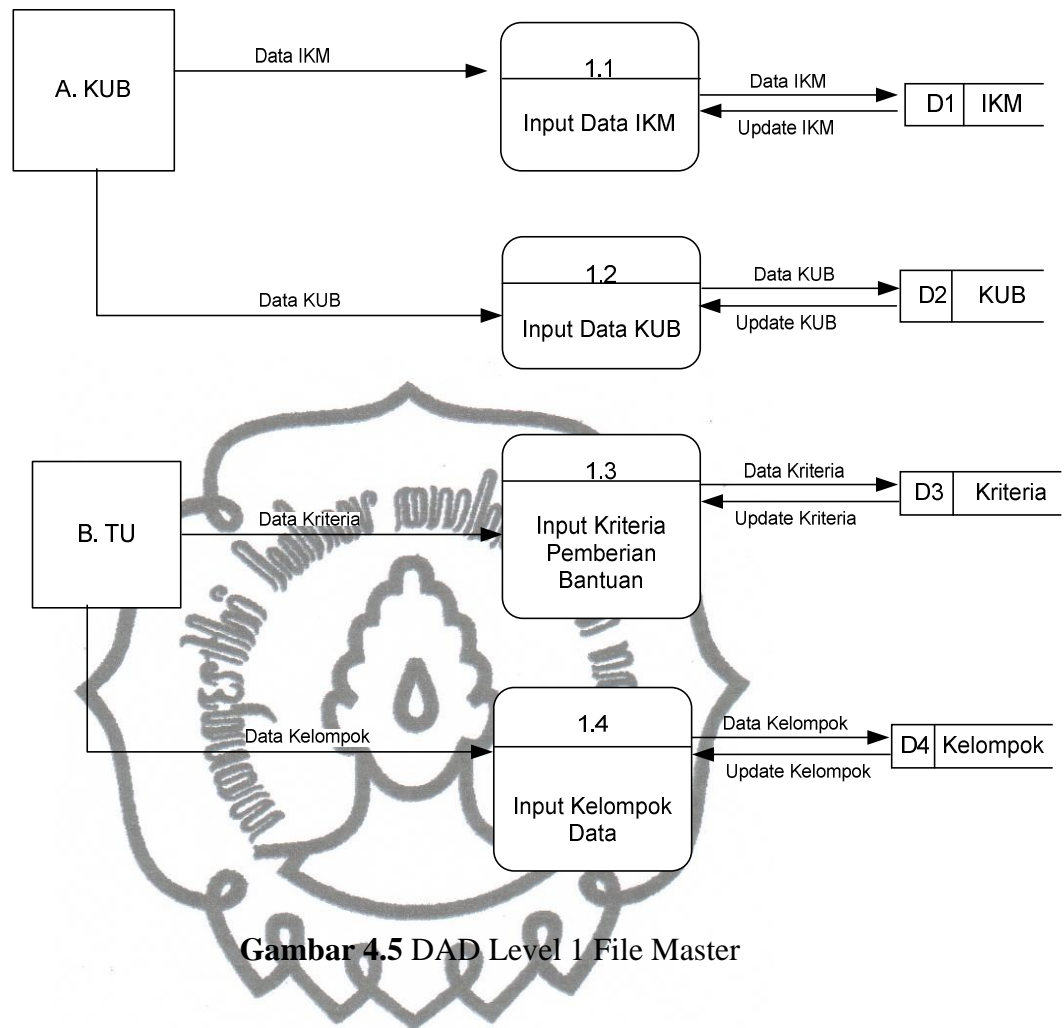 A. KUB
Data IKM
1.1
Input Data IKM
Data IKM
Update IKM
D1 IKM
Data KUB
1.2
Input Data KUB
Data KUB
Update KUB
D2 KUB
B. TU
Data Kriteria
1.3
Input Kriteria
Pemberian
Bantuan
Data Kriteria
Update Kriteria
D3 Kriteria
Data Kelompok
1.4
Input Kelompok
Data
Data Kelompok
Update Kelompok
D4 Kelompok
Gambar 4.5 DAD Level 1 File Master